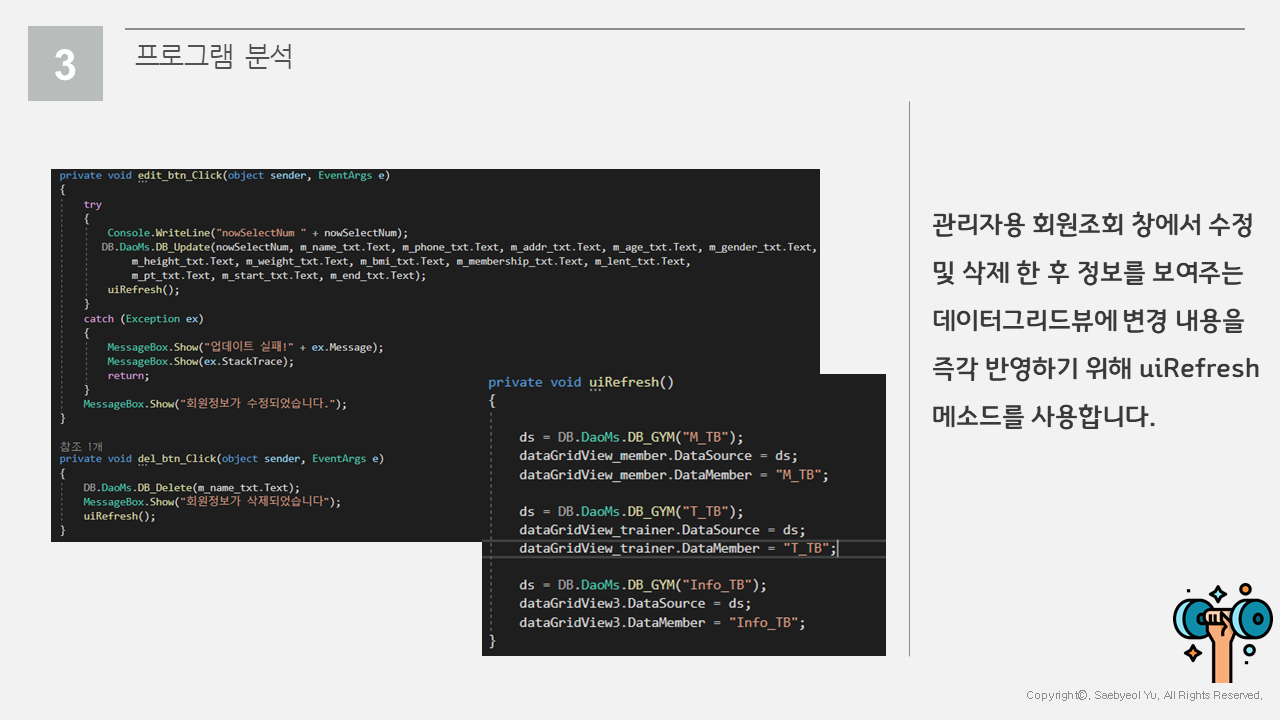 3
프로그램 분석
private void edit_btn_Click(object sender, EventArgs e)
{
try
{
Console.WriteLine("nowSelectNum " + nowSelectNum);
DB.DaoMs.DB_Update(nowSelectNum, m_name_txt.Text, m_phone_txt.Text, m_addr_txt.Text, m_age_txt.Text, m_gender_txt.Text,
m_height_txt.Text, m_weight_txt.Text, m_bmi_txt.Text, m_membership_txt.Text, m_lent_txt.Text,
m_pt_txt.Text, m_start_txt.Text, m_end_txt.Text);
uiRefresh();
}
catch (Exception ex)
{
MessageBox.Show("업데이트 실패!" + ex.Message);
MessageBox.Show(ex.StackTrace);
return;
}
MessageBox.Show("회원정보가 수정되었습니다.");
}
참조 1개
private void del_btn_Click(object sender, EventArgs e)
{
DB.DaoMs.DB_Delete(m_name_txt.Text);
MessageBox.Show("회원정보가 삭제되었습니다");
uiRefresh();
}
private void uiRefresh()
{
ds = DB.DaoMs.DB_GYM("M_TB");
dataGridView_member.DataSource = ds;
dataGridView_member.DataMember = "M_TB";
ds = DB.DaoMs.DB_GYM("T_TB");
dataGridView_trainer.DataSource = ds;
dataGridView_trainer.DataMember = "T_TB";
ds = DB.DaoMs.DB_GYM("Info_TB");
dataGridView3.DataSource = ds;
dataGridView3.DataMember = "Info_TB";
}
관리자용 회원조회 창에서 수정
및 삭제 한 후 정보를 보여주는
데이터그리드뷰에 변경 내용을
즉각 반영하기 위해 uiRefresh
메소드를 사용합니다.
Copyrightⓒ. Saebyeol Yu. All Rights Reserved.